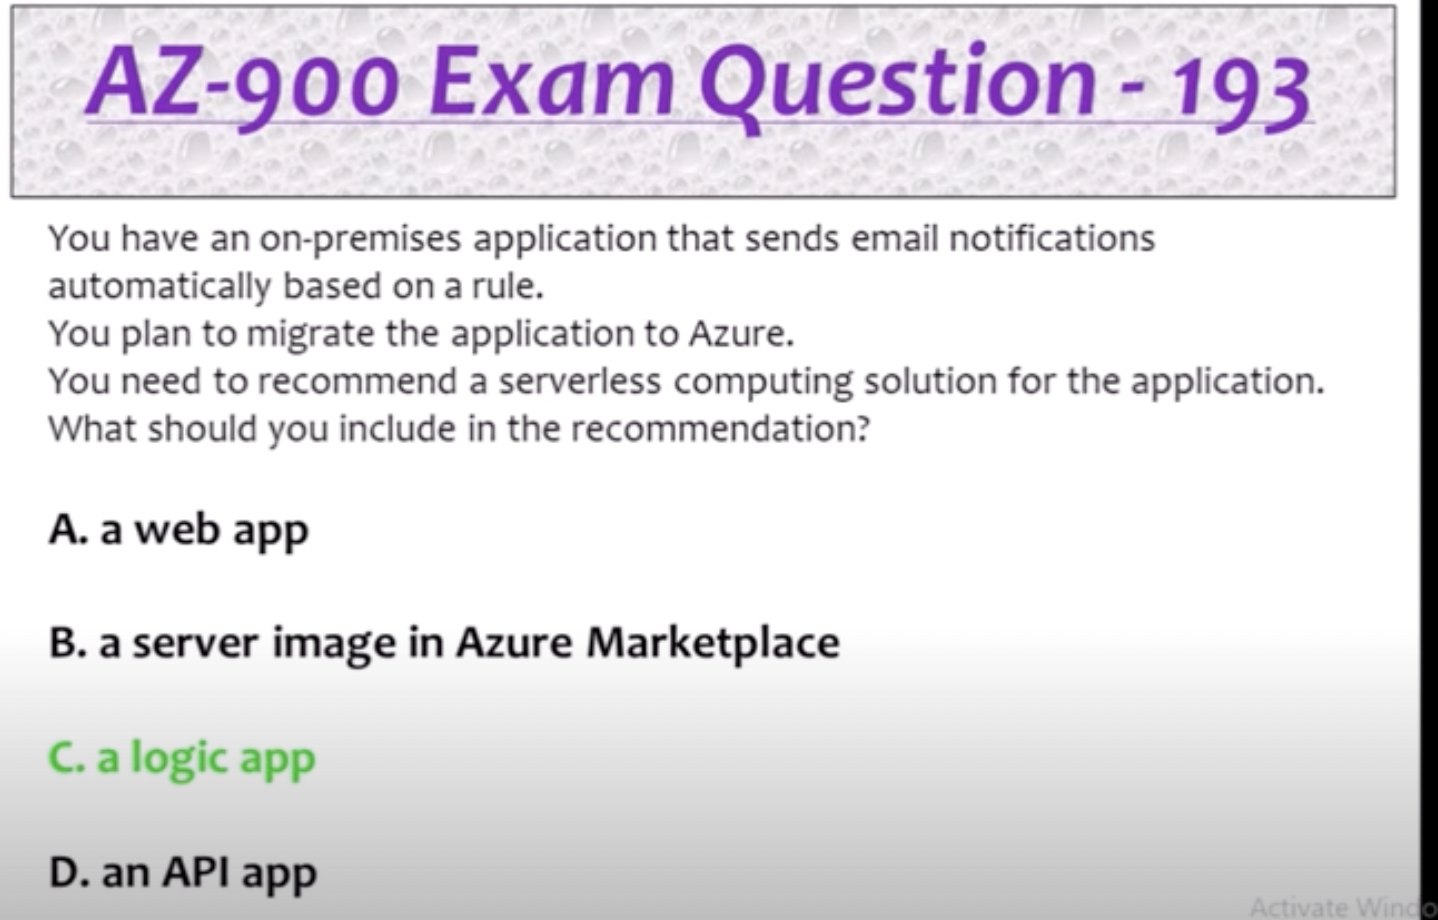 AZ-900 Exam Question - 193
You have an on-premises application that sends email notifications
automatically based on a rule.
You plan to migrate the application to Azure.
You need to recommend a serverless computing solution for the application.
What should you include in the recommendation?
A. a web app
B. a server image in Azure Marketplace
C. a logic app
D. an API app
Activate Windo